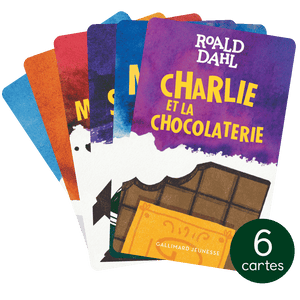 ROALD
DAHL
CHARLIE
ET LA
CHOCOLATERIE
GALLIMARD JEUNESSE
6
cartes